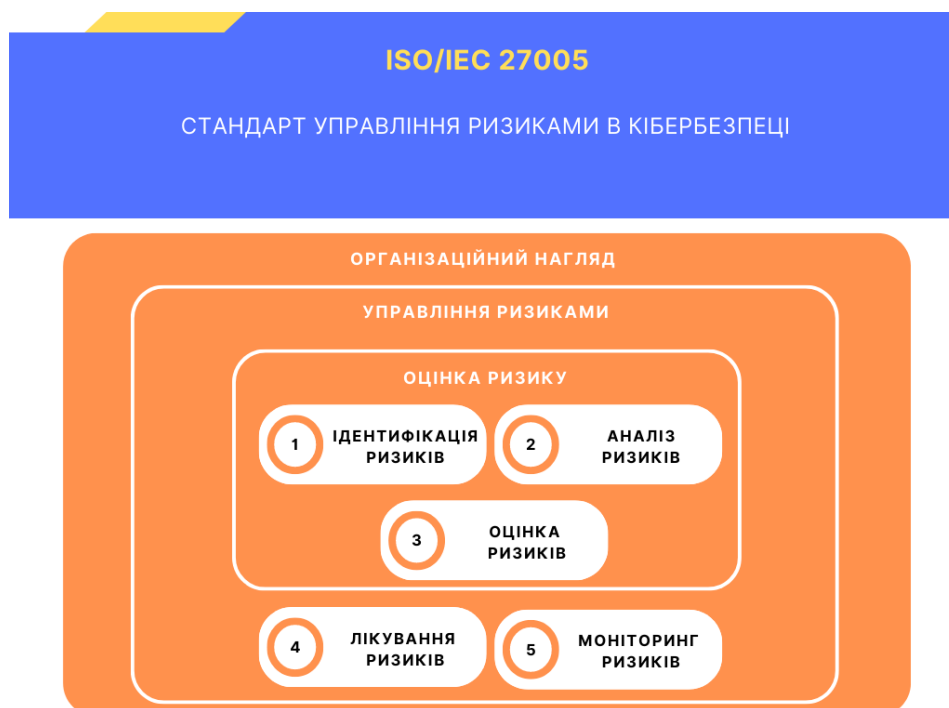 ISO/IEC 27005
СТАНДАРТ УПРАВЛІННЯ РИЗИКАМИ В КІБЕРБЕЗПЕЦІ
ОРГАНІЗАЦІЙНИЙ НАГЛЯД
УПРАВЛІННЯ РИЗИКАМИ
ОЦІНКА РИЗИКУ
1
ІДЕНТИФІКАЦІЯ
РИЗИКІВ
2
АНАЛІЗ
РИЗИКІВ
3
ОЦІНКА
РИЗИКІВ
4
ЛІКУВАННЯ
РИЗИКІВ
5
МОНІТОРИНГ
РИЗИКІВ